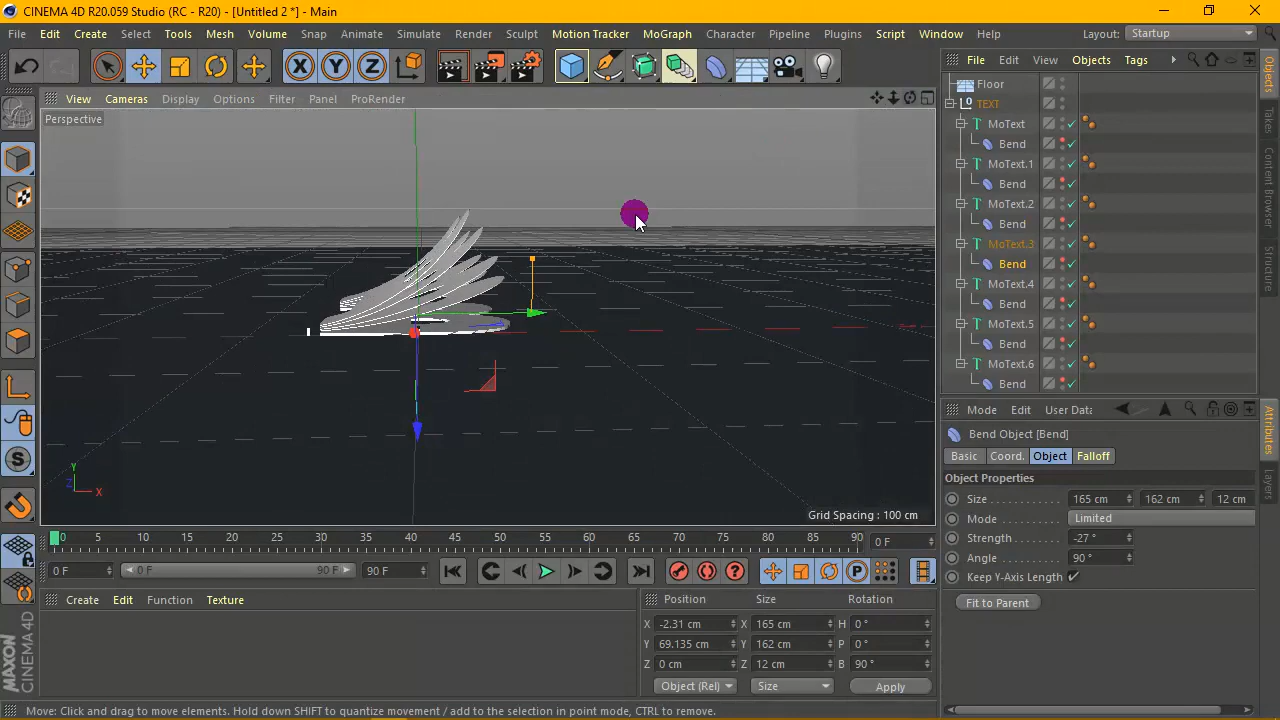 CINEMA 4D R20.059 Studio (RC - R20) - [Untitled 2 *] - Main
File Edit Create Select Tools Mesh Volume Snap Animate Simulate Render Sculpt Motion Tracker MoGraph Character Pipeline Plugins Script Window Help Layout: Startup
X Y Z
File Edit View Objects Tags
View Cameras Display Options Filter Panel ProRender
Perspective
Floor
TEXT
MoText
Bend
MoText.1
Bend
MoText.2
Bend
MoText.3
Bend
MoText.4
Bend
MoText.5
Bend
MoText.6
Bend
Objects
Takes
Content Browser
Structure
Y
Z X
Grid Spacing : 100 cm
Mode Edit User Data
Bend Object [Bend]
Basic Coord. Object Falloff
Object Properties
Size 165 cm 162 cm 12 cm
Mode Limited
Strength -27 °
Angle 90 °
Keep Y-Axis Length
Fit to Parent
Attributes
Layers
0 5 10 15 20 25 30 35 40 45 50 55 60 65 70 75 80 85 90 0 F
0 F 0 F 90 F 90 F
Create Edit Function Texture
Position Size Rotation
X -2.31 cm X 165 cm H 0 °
Y 69.135 cm Y 162 cm P 0 °
Z 0 cm Z 12 cm B 90 °
Object (Rel) Size Apply
MAXON
CINEMA 4D
Move: Click and drag to move elements. Hold down SHIFT to quantize movement / add to the selection in point mode, CTRL to remove.